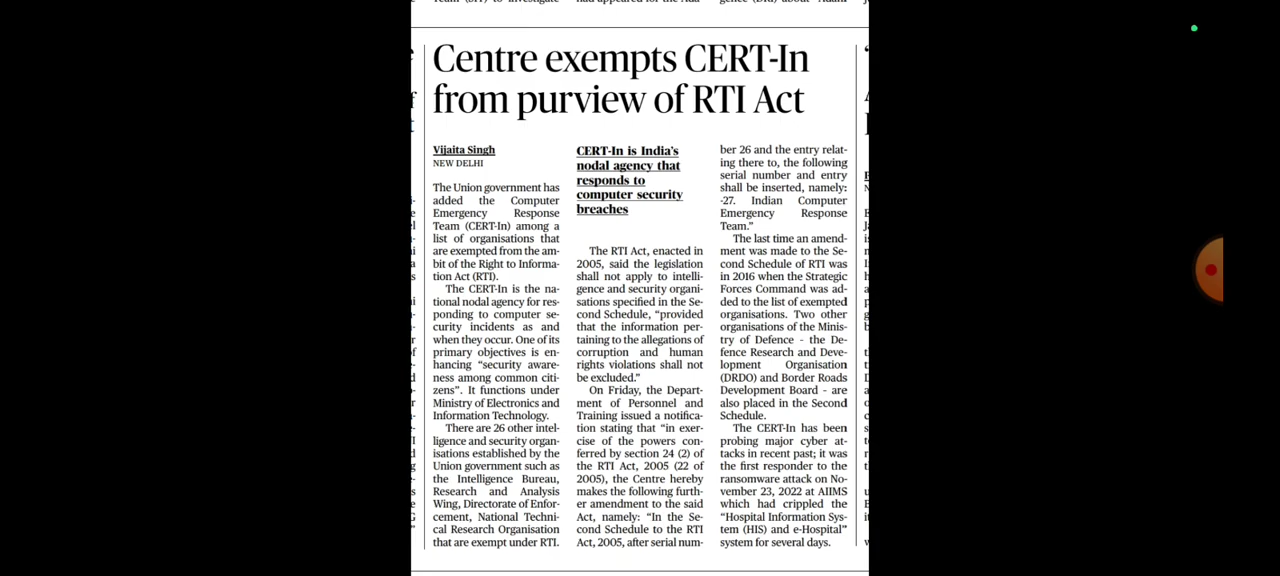 Centre exempts CERT-In
from purview of RTI Act
Vijaita Singh
NEW DELHI
The Union government has
added the Computer
Emergency Response
Team (CERT-In) among a
list of organisations that
are exempted from the am-
bit of the Right to Informa-
tion Act (RTI).
The CERT-In is the na-
tional nodal agency for res-
ponding to computer se-
curity incidents as and
when they occur. One of its
primary objectives is en-
hancing “security aware-
ness among common citi-
zens”. It functions under
Ministry of Electronics and
Information Technology.
There are 26 other intel-
ligence and security organ-
isations established by the
Union government such as
the Intelligence Bureau,
Research and Analysis
Wing, Directorate of Enfor-
cement, National Techni-
cal Research Organisation
that are exempt under RTI.
CERT-In is India’s
nodal agency that
responds to
computer security
breaches
The RTI Act, enacted in
2005, said the legislation
shall not apply to intelli-
gence and security organi-
sations specified in the Se-
cond Schedule, “provided
that the information per-
taining to the allegations of
corruption and human
rights violations shall not
be excluded.”
On Friday, the Depart-
ment of Personnel and
Training issued a notifica-
tion stating that “in exer-
cise of the powers con-
ferred by section 24 (2) of
the RTI Act, 2005 (22 of
2005), the Centre hereby
makes the following furth-
er amendment to the said
Act, namely: “In the Se-
cond Schedule to the RTI
Act, 2005, after serial num-
ber 26 and the entry relat-
ing there to, the following
serial number and entry
shall be inserted, namely:
-27. Indian Computer
Emergency Response
Team.”
The last time an amend-
ment was made to the Se-
cond Schedule of RTI was
in 2016 when the Strategic
Forces Command was ad-
ded to the list of exempted
organisations. Two other
organisations of the Minis-
try of Defence - the De-
fence Research and Deve-
lopment Organisation
(DRDO) and Border Roads
Development Board - are
also placed in the Second
Schedule.
The CERT-In has been
probing major cyber at-
tacks in recent past; it was
the first responder to the
ransomware attack on No-
vember 23, 2022 at AIIMS
which had crippled the
“Hospital Information Sys-
tem (HIS) and e-Hospital”
system for several days.